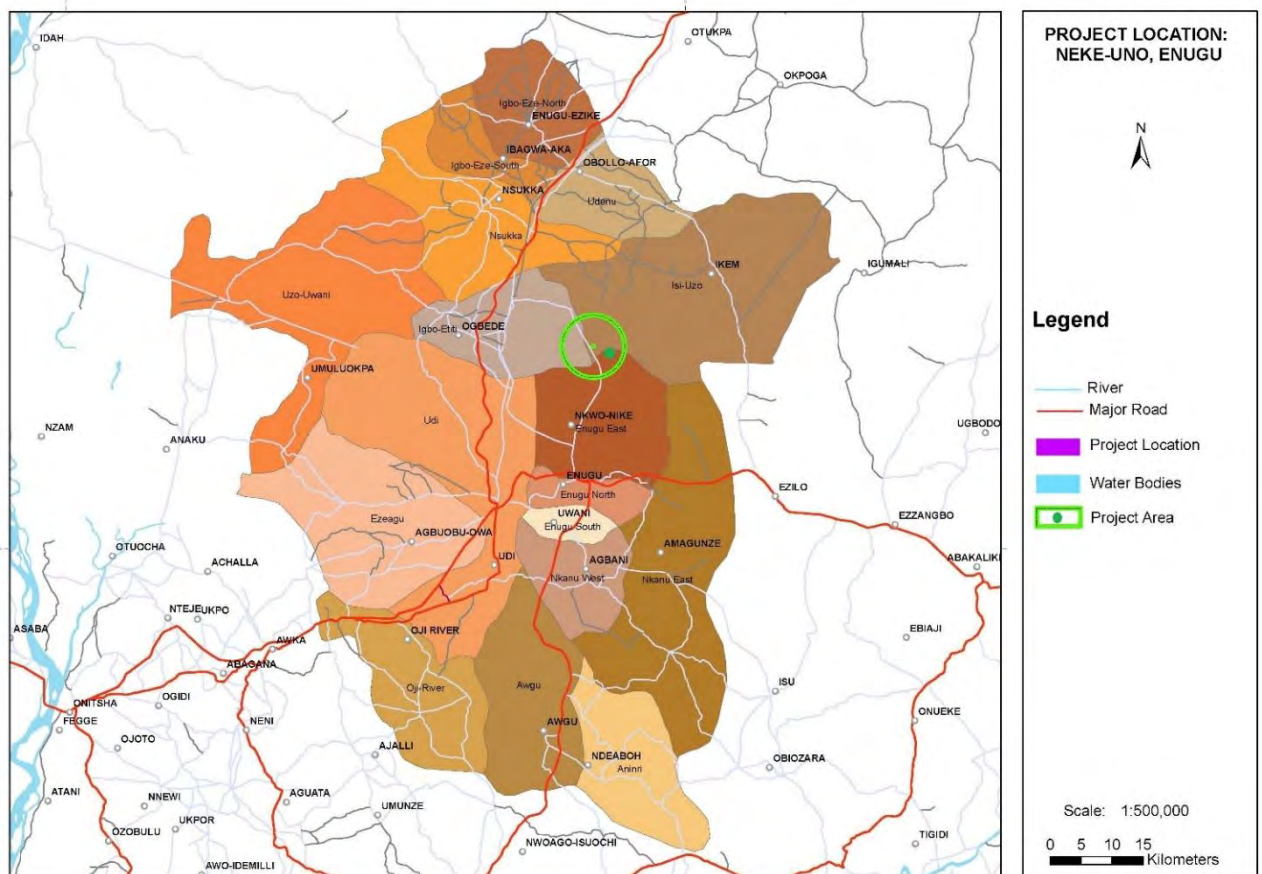 IDAH
OTUKPA
OKPOGA
Igbo-Eze-North
ENUGU-EZIKE
IBAGWA-AKA
Igbo-Eze-South
OBOLLO-AFOR
NSUKKA
Udenu
Nsukka
IKEM
IGUMALI
Isi-Uzo
Uzo-Uwani
Igbo-Etiti
OGBEDE
UMULUOKPA
Udi
NKWO-NIKE
Enugu East
NZAM
ANAKU
UGBODO
ENUGU
Enugu North
EZILO
UWANI
Enugu South
EZZANGBO
Ezeagu
AGBUOBU-OWA
OTUOCHA
ACHALLA
UDI
AGBANI
Nkanu West
AMAGUNZE
Nkanu East
ABAKALIKI
NTEJE
UKPO
ASABA
AWKA
OJI RIVER
EBIAJI
ABAGANA
Oji-River
Awgu
ISU
OGIDI
ONITSHA
FEGGE
NENI
ONUEKE
OJOTO
AJALLI
AWGU
NDEABOH
Aninri
OBIOZARA
ATANI
NNEWI
AGUATA
UMUNZE
OZOBULU
UKPOR
NWOAGO-ISUOCHI
TIGIDI
AWO-IDEMILLI
PROJECT LOCATION:
NEKE-UNO, ENUGU
N
Legend
River
Major Road
Project Location
Water Bodies
Project Area
Scale: 1:500,000
0 5 10 15
Kilometers